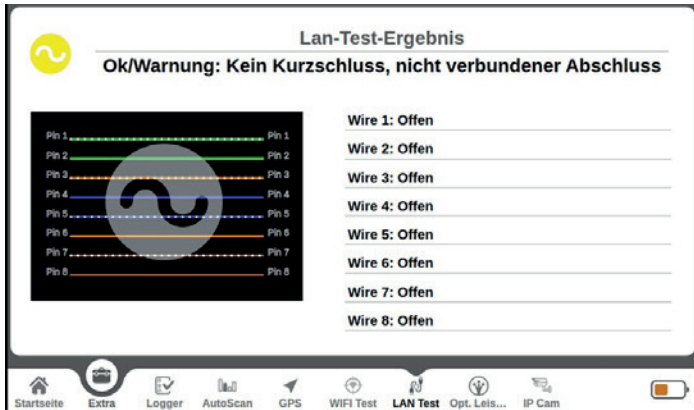 Lan-Test-Ergebnis
Ok/Warnung: Kein Kurzschluss, nicht verbundener Abschluss
Pin 1 Pin 1
Pin 2 Pin 2
Pin 3 Pin 3
Pin 4 Pin 4
Pin 5 Pin 5
Pin 6 Pin 6
Pin 7 Pin 7
Pin 8 Pin 8
Wire 1: Offen
Wire 2: Offen
Wire 3: Offen
Wire 4: Offen
Wire 5: Offen
Wire 6: Offen
Wire 7: Offen
Wire 8: Offen
Startseite Extra Logger AutoScan GPS WIFI Test LAN Test Opt. Leis... IP Cam